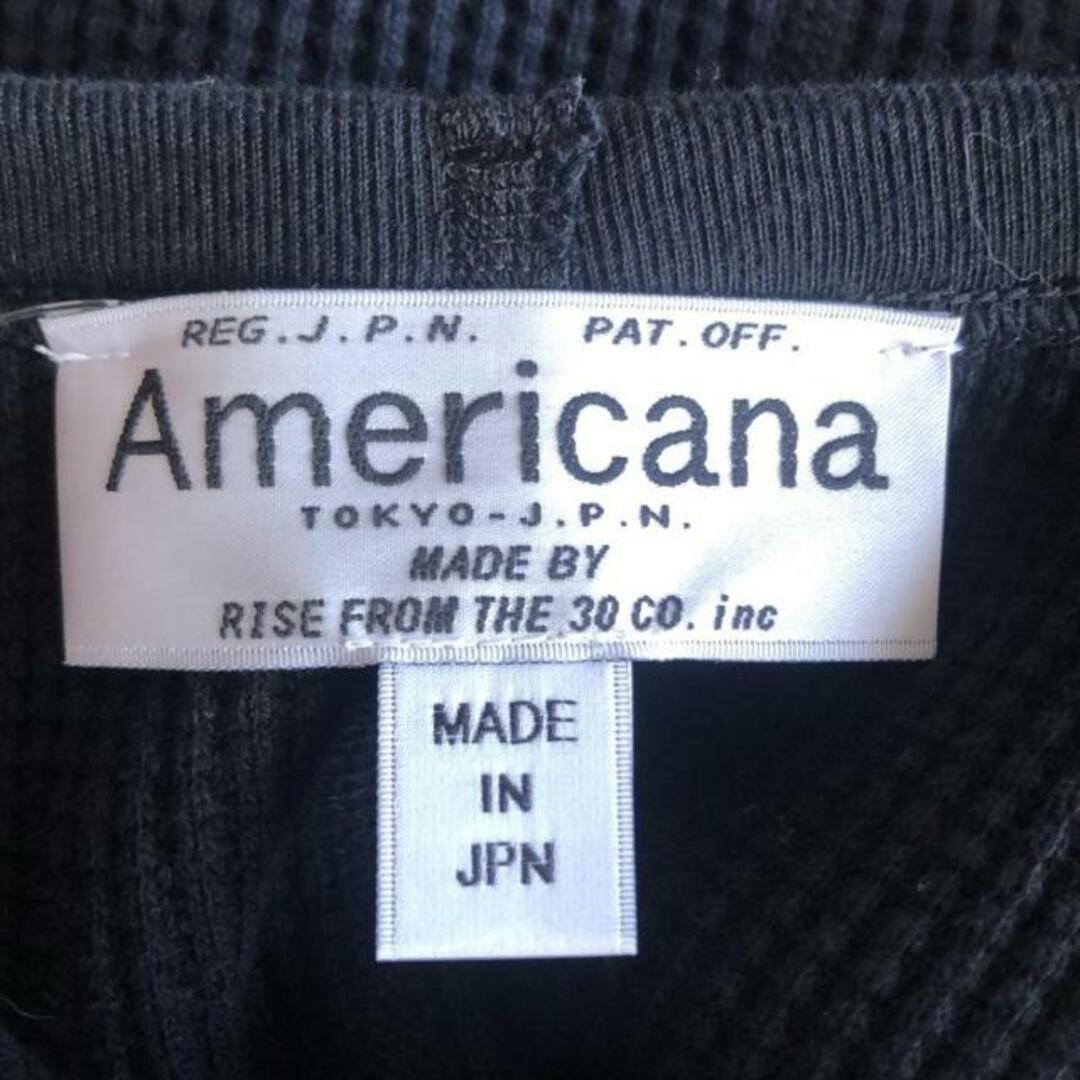 REG.J.P.N. PAT.OFF.
Americana
TOKYO-J.P.N.
MADE BY
RISE FROM THE 30 CO. inc
MADE
IN
JPN